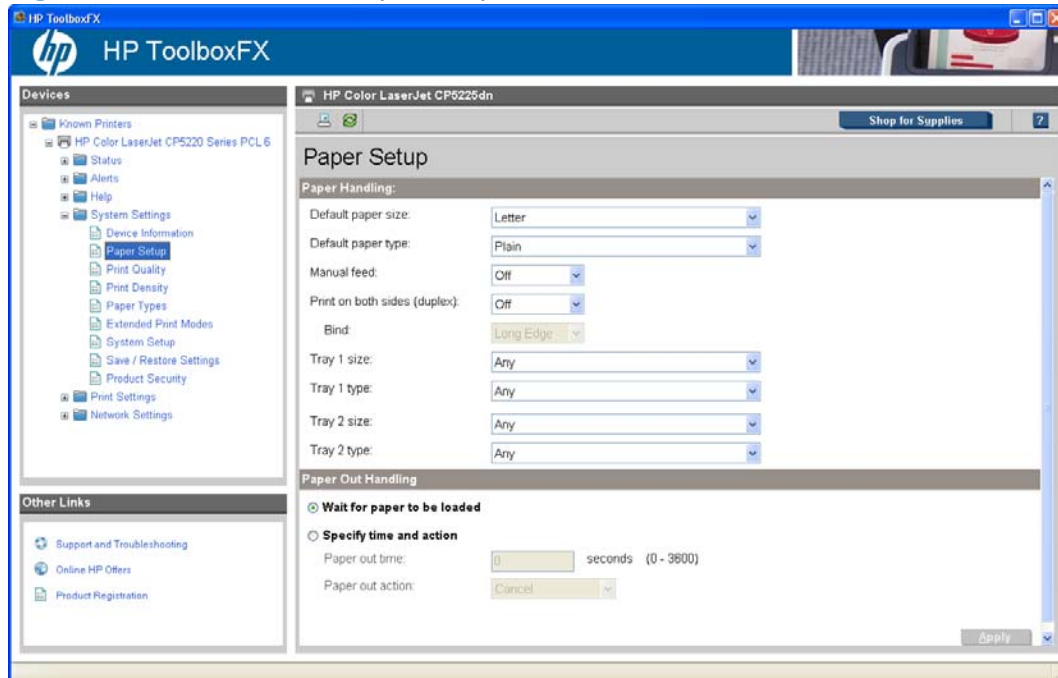 HP ToolboxFX
hp HP ToolboxFX
Devices
Known Printers
HP Color LaserJet CP5220 Series PCL 6
Status
Alerts
Help
System Settings
Device Information
Paper Setup
Print Quality
Print Density
Paper Types
Extended Print Modes
System Setup
Save / Restore Settings
Product Security
Print Settings
Network Settings
Other Links
Support and Troubleshooting
Online HP Offers
Product Registration
HP Color LaserJet CP5225dn
Shop for Supplies ?
Paper Setup
Paper Handling:
Default paper size: Letter
Default paper type: Plain
Manual feed: Off
Print on both sides (duplex): Off
Bind: Long Edge
Tray 1 size: Any
Tray 1 type: Any
Tray 2 size: Any
Tray 2 type: Any
Paper Out Handling
Wait for paper to be loaded
Specify time and action
Paper out time: 0 seconds (0 - 3600)
Paper out action: Cancel
Apply